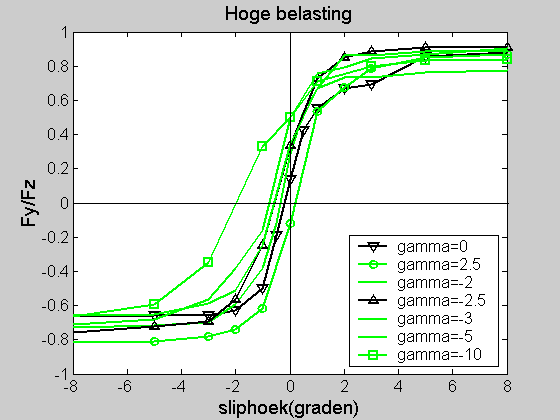 Hoge belasting
1
0.8
0.6
0.4
0.2
0
-0.2
-0.4
-0.6
-0.8
-1
Fy/Fz
gamma=0
gamma=2.5
gamma=-2
gamma=-2.5
gamma=-3
gamma=-5
gamma=-10
-8 -6 -4 -2 0 2 4 6 8
sliphoek(graden)